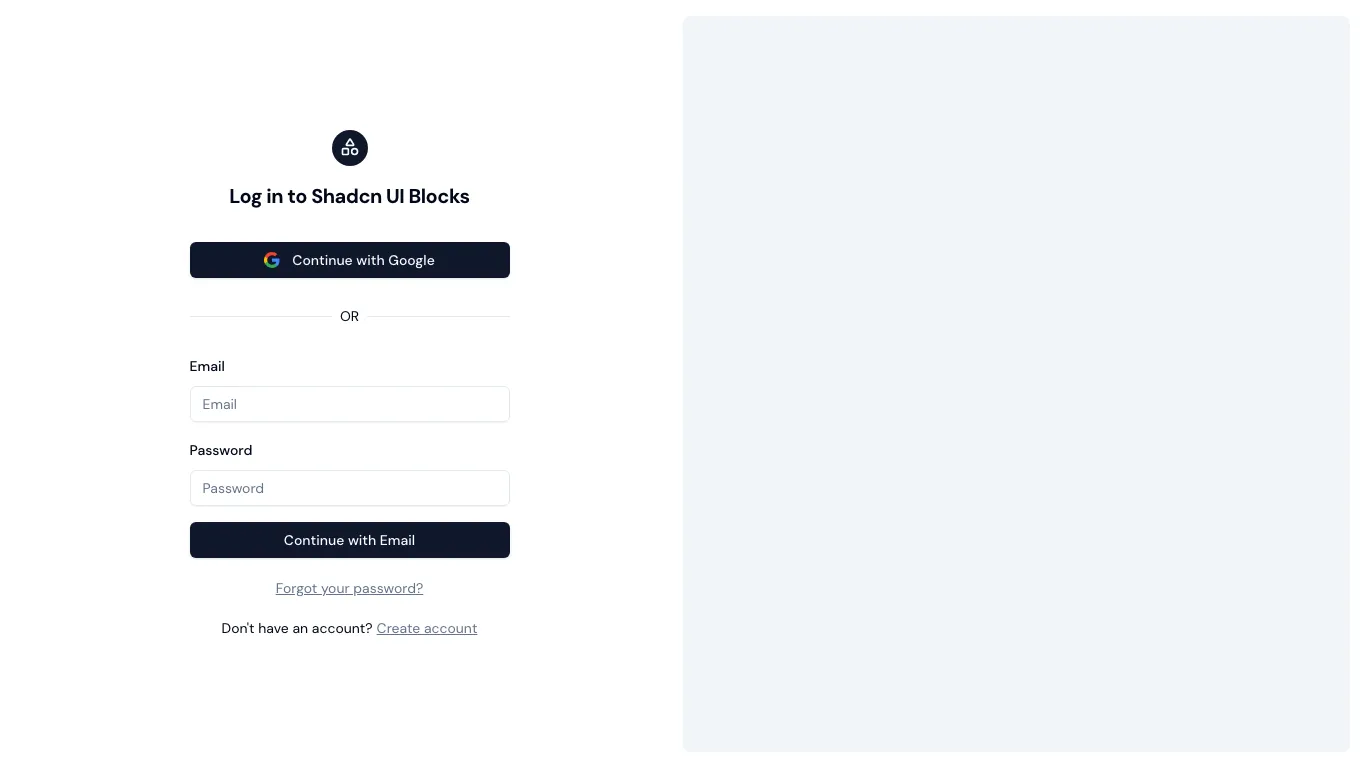 Log in to Shadcn UI Blocks
Continue with Google
OR
Email
Email
Password
Password
Continue with Email
Forgot your password?
Don't have an account? Create account